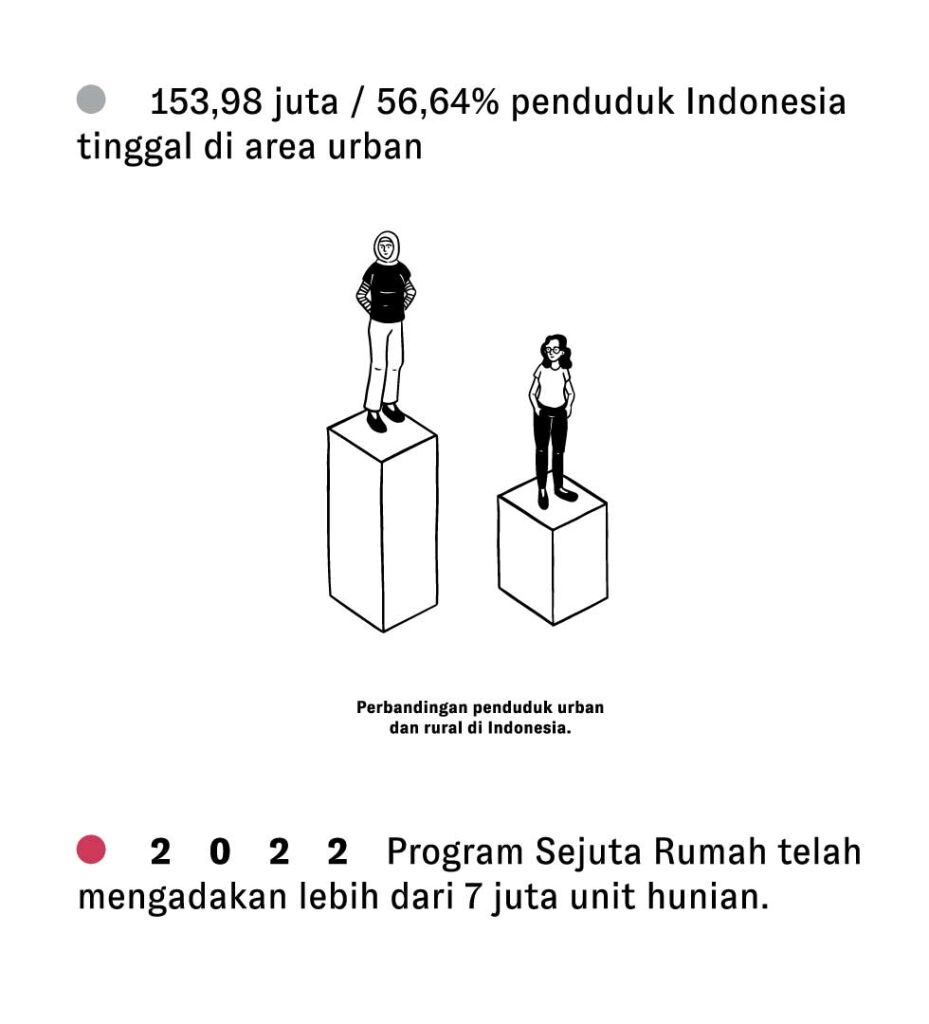 153,98 juta / 56,64% penduduk Indonesia
tinggal di area urban
Perbandingan penduduk urban
dan rural di Indonesia.
2 0 2 2 Program Sejuta Rumah telah
mengadakan lebih dari 7 juta unit hunian.